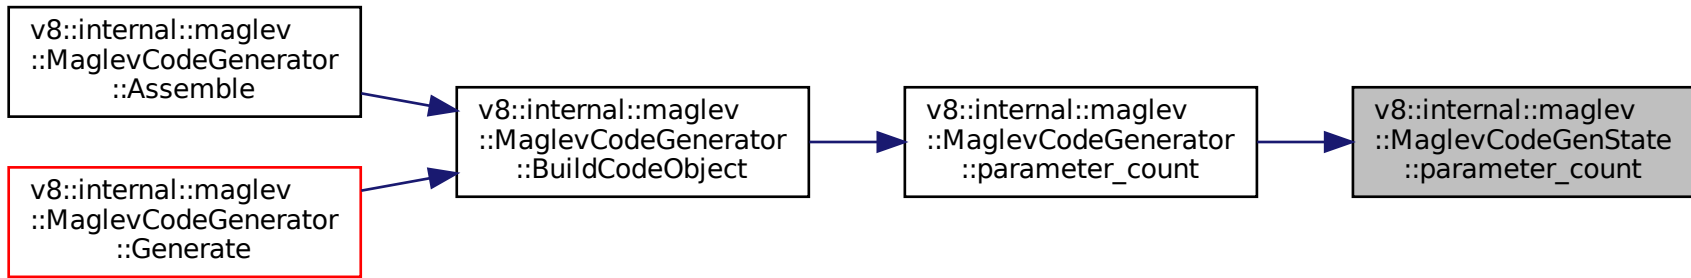 v8::internal::maglev
::MaglevCodeGenerator
::Assemble
v8::internal::maglev
::MaglevCodeGenerator
::Generate
v8::internal::maglev
::MaglevCodeGenerator
::BuildCodeObject
v8::internal::maglev
::MaglevCodeGenerator
::parameter_count
v8::internal::maglev
::MaglevCodeGenState
::parameter_count